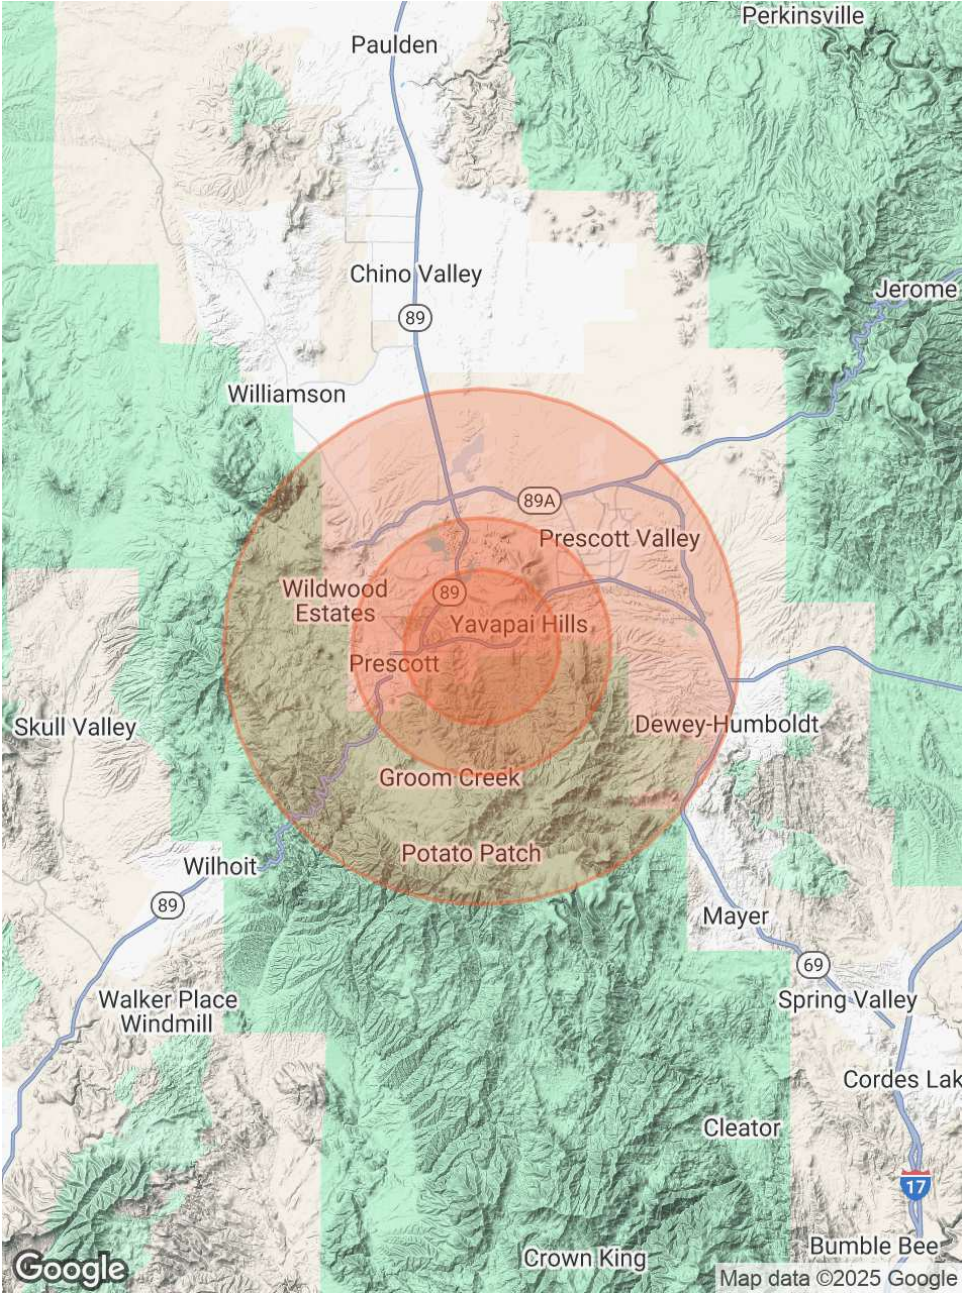 Perkinsville
Paulden
Chino Valley
Jerome
89
Williamson
89A
Prescott Valley
Wildwood
Estates
89
Yavapai Hills
Prescott
Skull Valley
Dewey-Humboldt
Groom Creek
Potato Patch
Wilhoit
89
Mayer
69
Walker Place
Windmill
Spring Valley
Cordes Lak
Cleator
17
Bumble Bee
Crown King
Google
Map data ©2025 Google